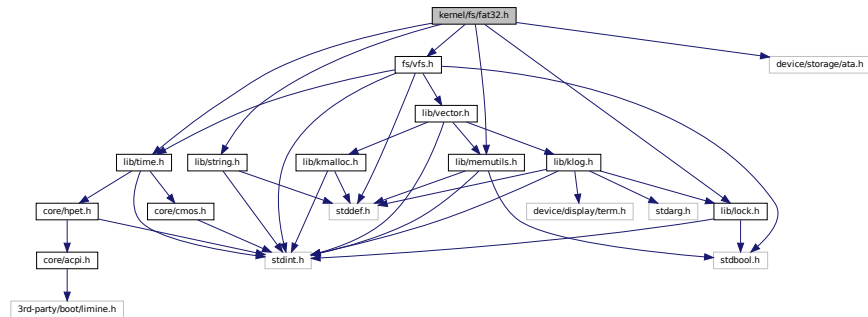 kernel/fs/fat32.h
fs/vfs.h
device/storage/ata.h
lib/vector.h
lib/time.h
lib/string.h
lib/kmalloc.h
lib/memutils.h
lib/klog.h
core/hpet.h
core/cmos.h
stddef.h
device/display/term.h
stdarg.h
lib/lock.h
core/acpi.h
stdint.h
stdbool.h
3rd-party/boot/limine.h